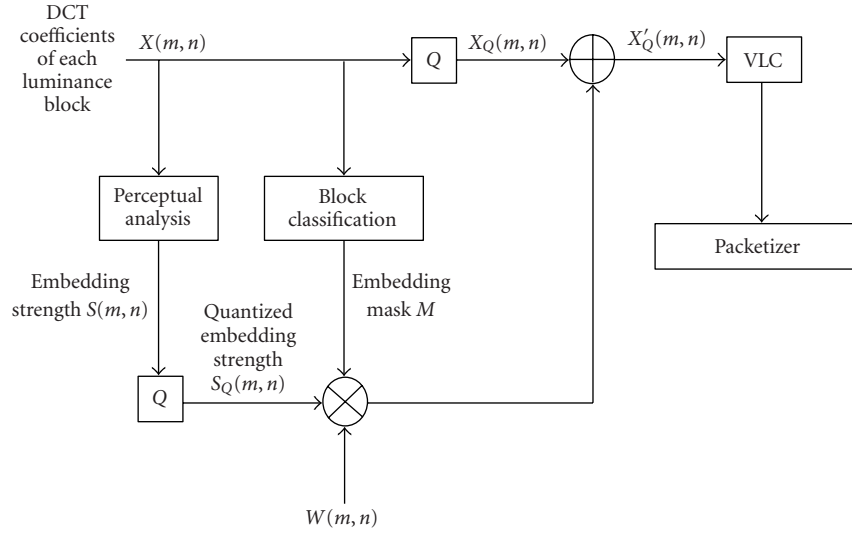 DCT
coefficients
of each
luminance
block
X(m, n)
Q
X_Q(m, n)
X′_Q(m, n)
VLC
Perceptual
analysis
Block
classification
Packetizer
Embedding
strength S(m, n)
Embedding
mask M
Quantized
embedding
strength
S_Q(m, n)
Q
W(m, n)